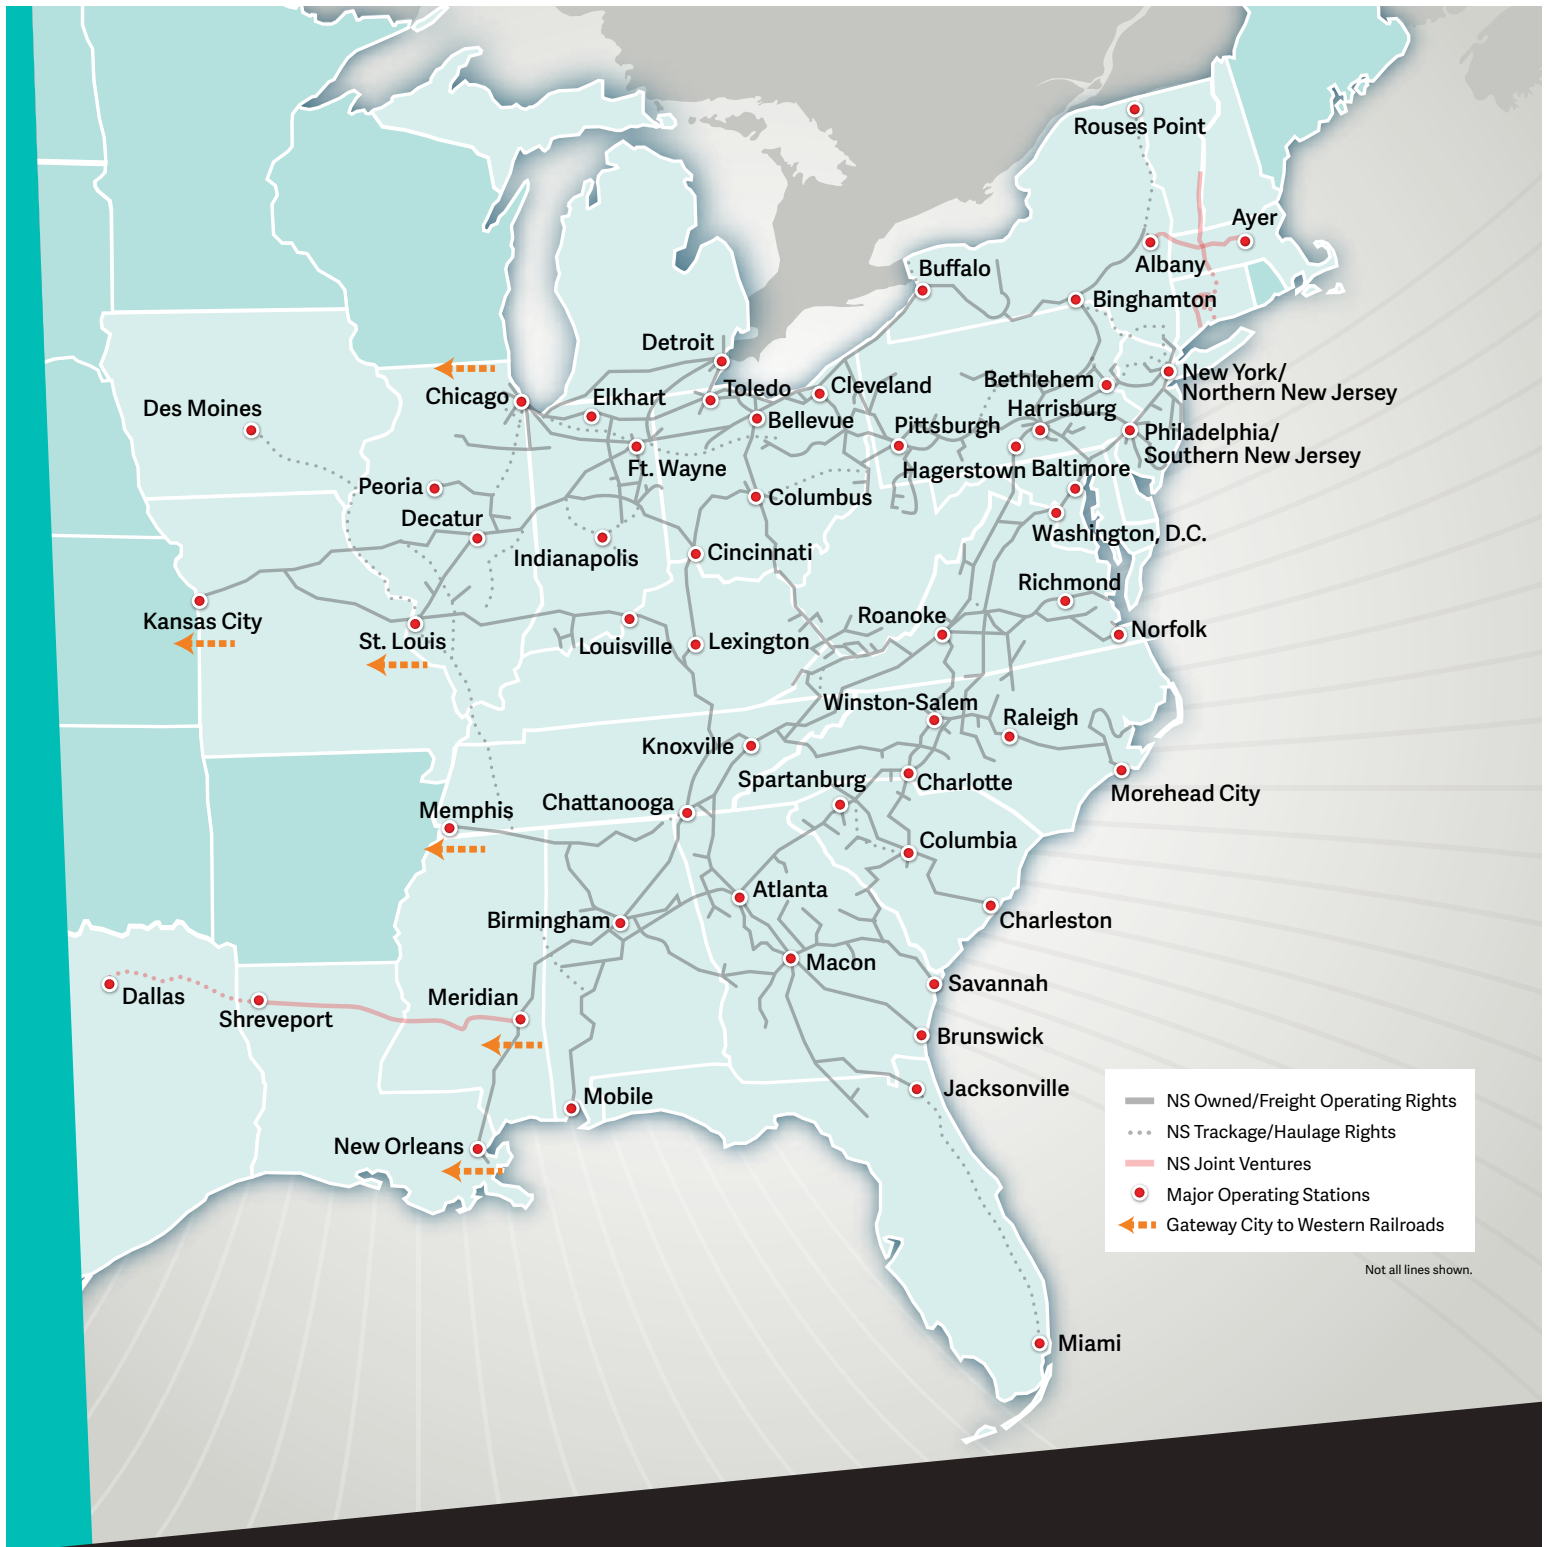 Rouses Point
Ayer
Albany
Buffalo
Binghamton
Detroit
Chicago
Elkhart
Toledo
Cleveland
Bethlehem
New York/
Northern New Jersey
Des Moines
Bellevue
Harrisburg
Pittsburgh
Philadelphia/
Southern New Jersey
Ft. Wayne
Hagerstown
Baltimore
Peoria
Columbus
Decatur
Washington, D.C.
Indianapolis
Cincinnati
Richmond
Kansas City
St. Louis
Louisville
Lexington
Roanoke
Norfolk
Winston-Salem
Raleigh
Knoxville
Spartanburg
Charlotte
Morehead City
Memphis
Chattanooga
Columbia
Atlanta
Birmingham
Charleston
Macon
Dallas
Shreveport
Meridian
Savannah
Brunswick
Mobile
Jacksonville
New Orleans
Miami
NS Owned/Freight Operating Rights
NS Trackage/Haulage Rights
NS Joint Ventures
Major Operating Stations
Gateway City to Western Railroads
Not all lines shown.